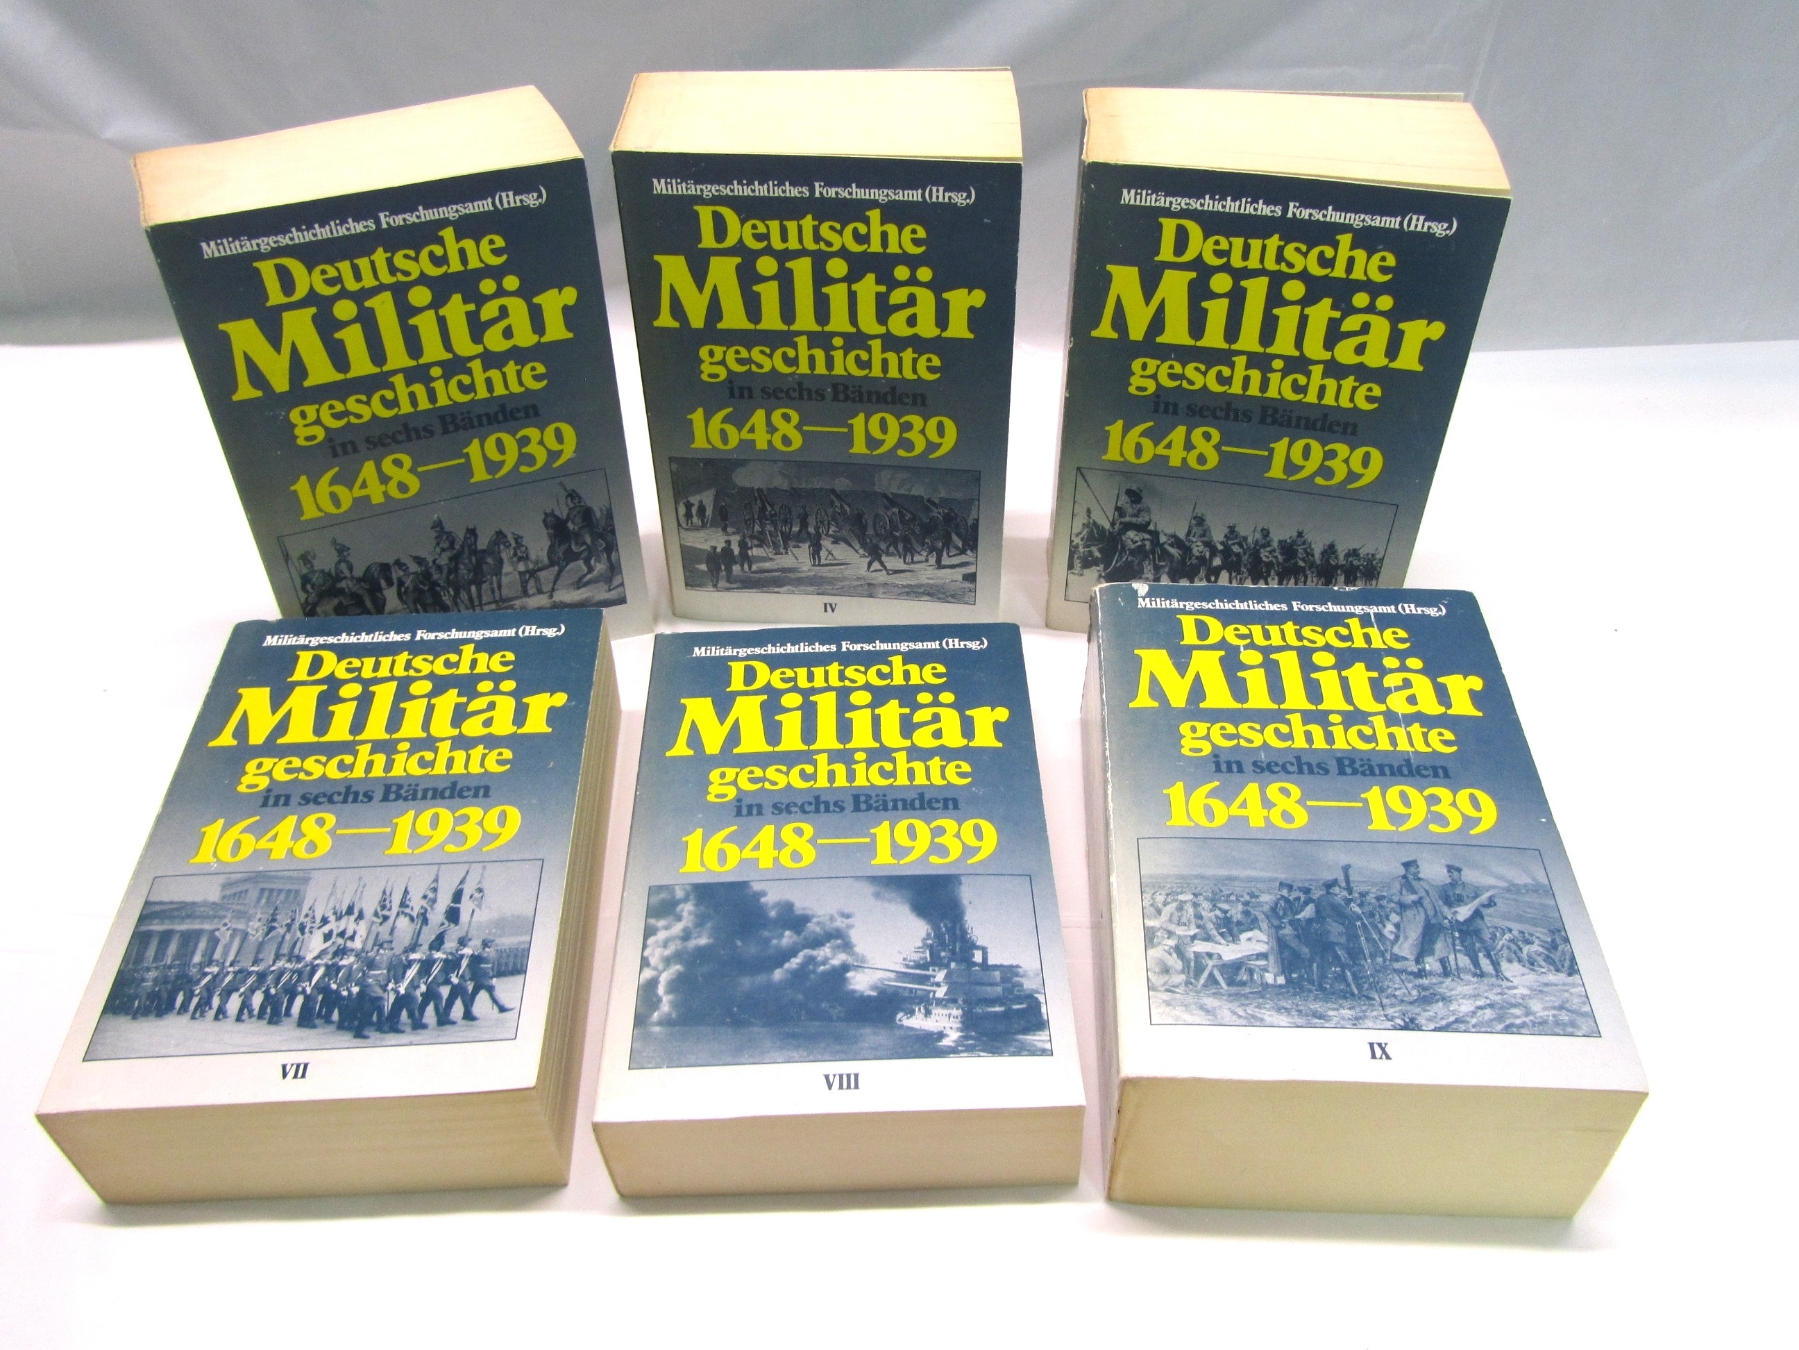 Militärgeschichtliches Forschungsamt (Hrsg.)
Deutsche
Militär
geschichte
in sechs Bänden
1648—1939
Militärgeschichtliches Forschungsamt (Hrsg.)
Deutsche
Militär
geschichte
in sechs Bänden
1648—1939
IV
Militärgeschichtliches Forschungsamt (Hrsg.)
Deutsche
Militär
geschichte
in sechs Bänden
1648—1939
Militärgeschichtliches Forschungsamt (Hrsg.)
Deutsche
Militär
geschichte
in sechs Bänden
1648—1939
VII
Militärgeschichtliches Forschungsamt (Hrsg.)
Deutsche
Militär
geschichte
in sechs Bänden
1648—1939
VIII
Militärgeschichtliches Forschungsamt (Hrsg.)
Deutsche
Militär
geschichte
in sechs Bänden
1648—1939
IX